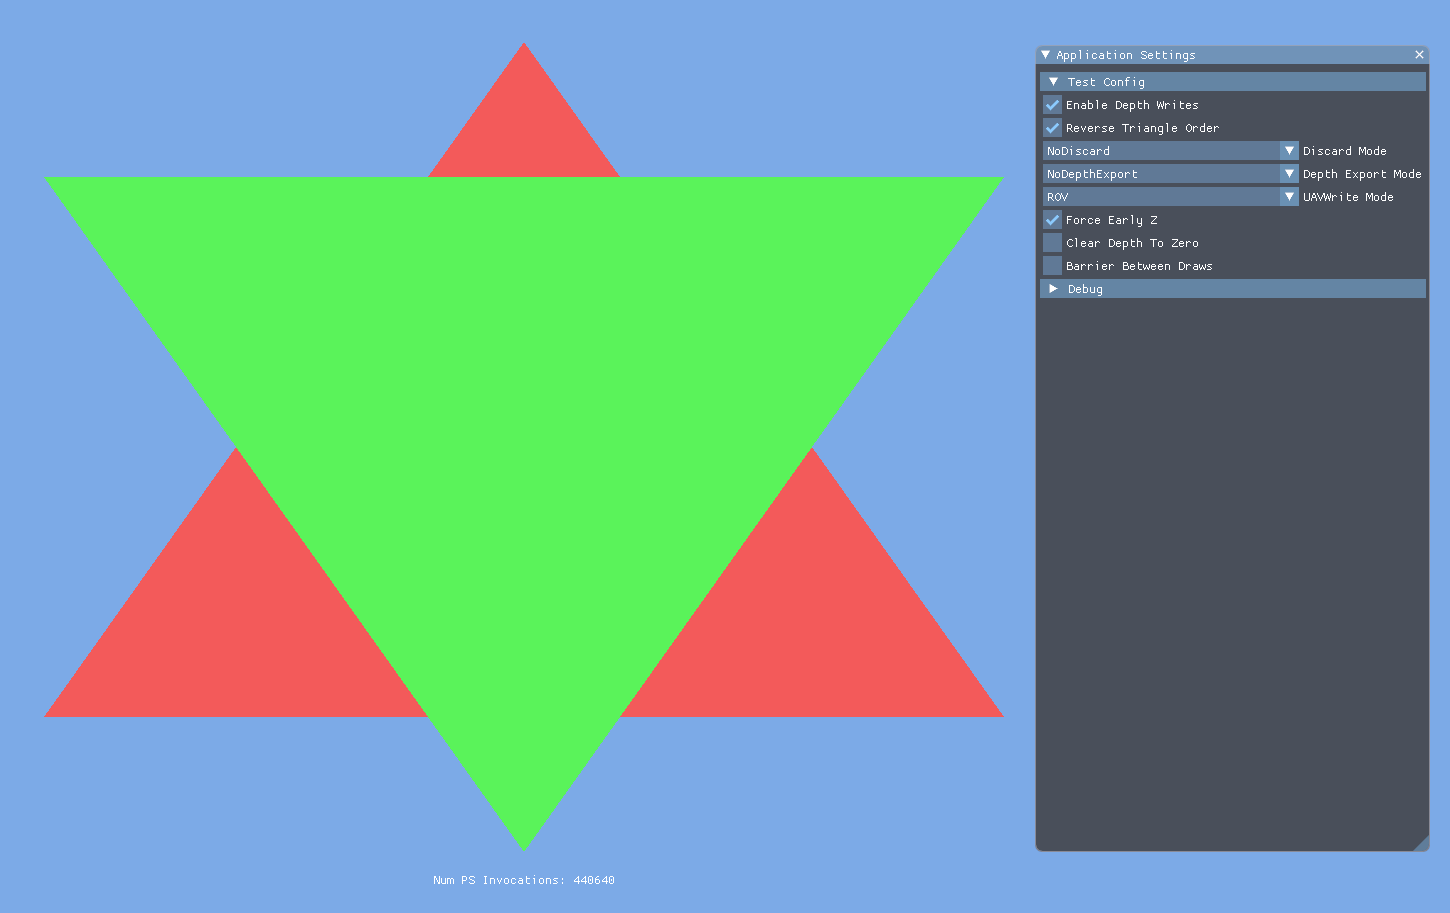 Application Settings
Test Config
Enable Depth Writes
Reverse Triangle Order
NoDiscard Discard Mode
NoDepthExport Depth Export Mode
ROV UAVWrite Mode
Force Early Z
Clear Depth To Zero
Barrier Between Draws
Debug
Num PS Invocations: 440640